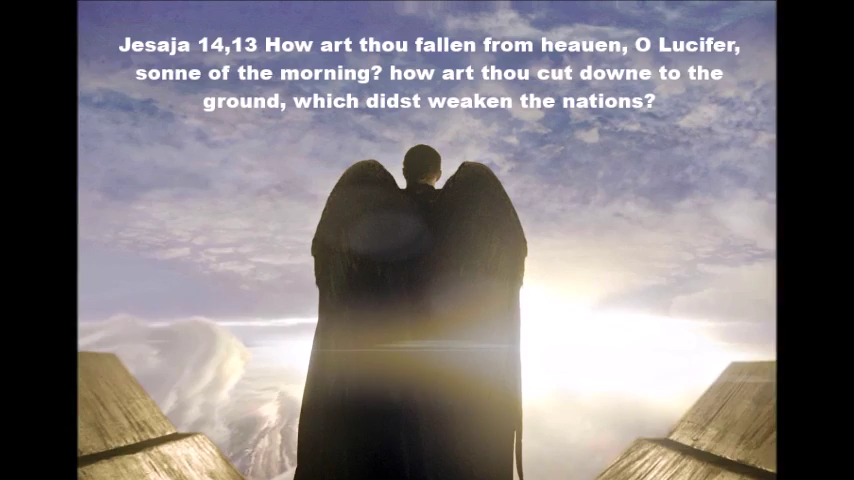 Jesaja 14,13 How art thou fallen from heauen, O Lucifer,
sonne of the morning? how art thou cut downe to the
ground, which didst weaken the nations?